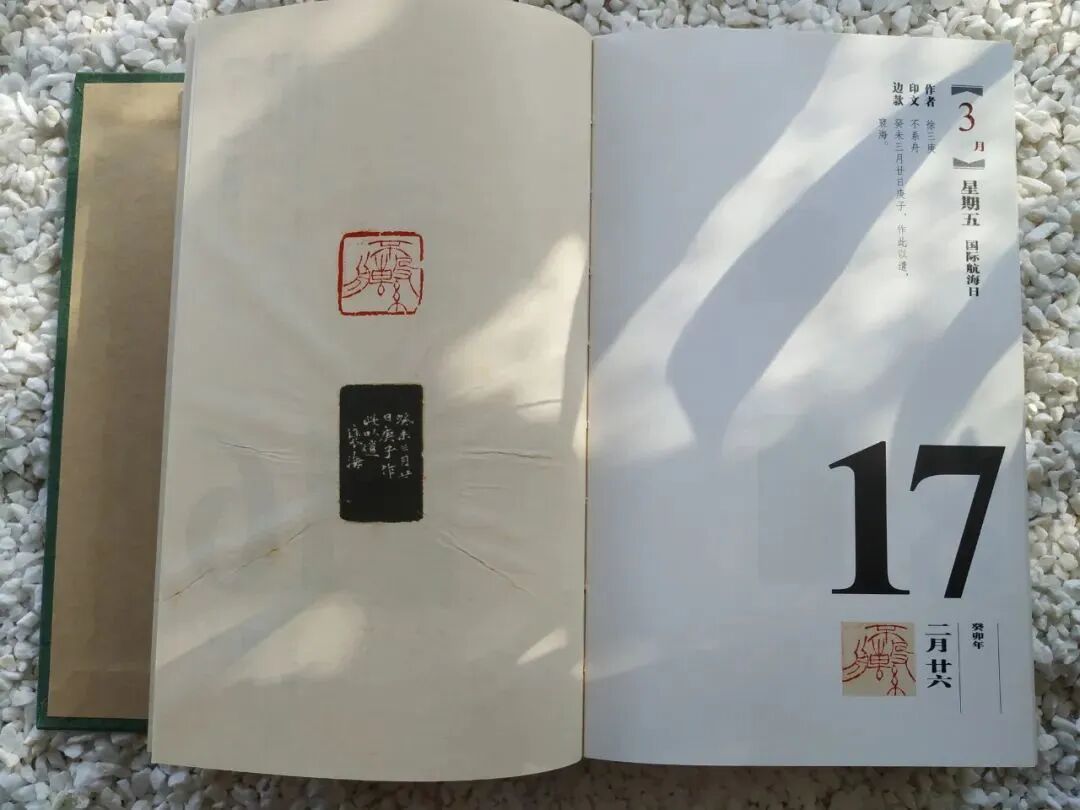 癸未三月廿
日庚子作
此以遣
褎海
3月
星期五 国际航海日
作者 徐三庚
印文 不系舟
边款 癸未三月廿日庚子,作此以遣,
褎海。
17
癸卯年
二月廿六